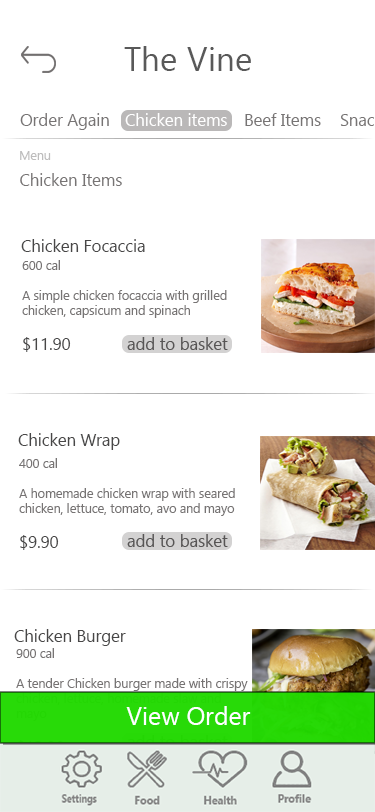 The Vine
Order Again Chicken items Beef Items Snac
Menu
Chicken Items
Chicken Focaccia
600 cal
A simple chicken focaccia with grilled
chicken, capsicum and spinach
$11.90 add to basket
Chicken Wrap
400 cal
A homemade chicken wrap with seared
chicken, lettuce, tomato, avo and mayo
$9.90 add to basket
Chicken Burger
900 cal
A tender Chicken burger made with crispy
View Order
Settings Food Health Profile